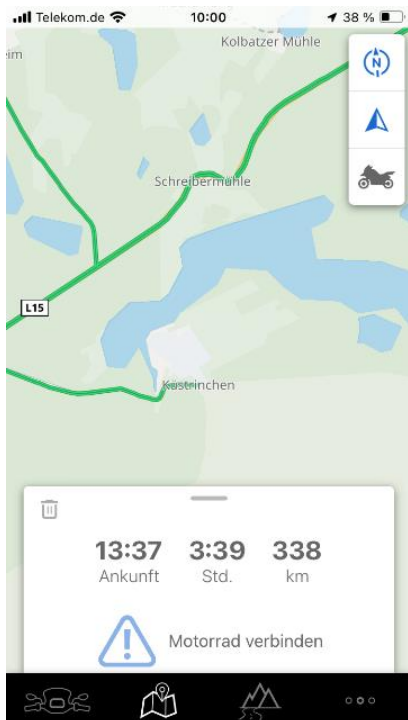 Telekom.de 10:00 38 %
Kolbatzer Mühle
eim
N
Schreibermühle
L15
Küstrinchen
13:37 3:39 338
Ankunft Std. km
Motorrad verbinden